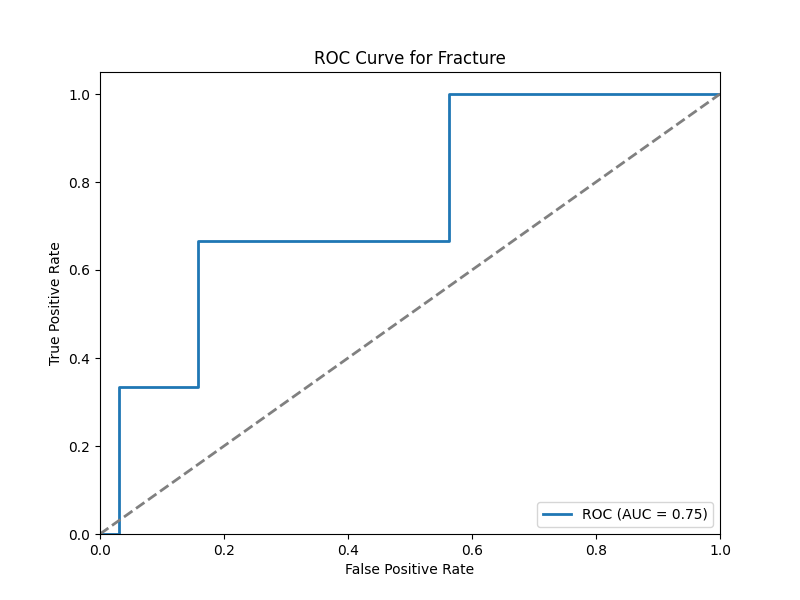 ROC Curve for Fracture
True Positive Rate
1.0
0.8
0.6
0.4
0.2
0.0
ROC (AUC = 0.75)
0.0 0.2 0.4 0.6 0.8 1.0
False Positive Rate